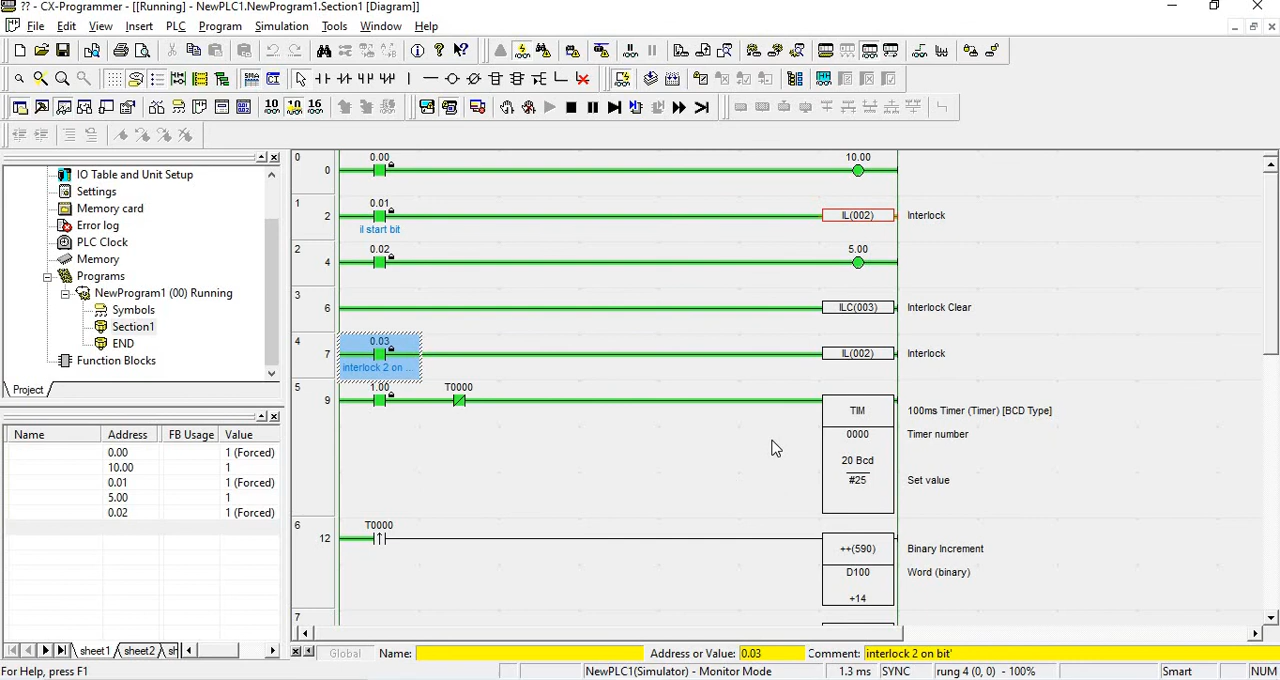 ?? - CX-Programmer - [[Running] - NewPLC1.NewProgram1.Section1 [Diagram]]
File Edit View Insert PLC Program Simulation Tools Window Help
10 10 16
IO Table and Unit Setup
Settings
Memory card
Error log
PLC Clock
Memory
Programs
NewProgram1 (00) Running
Symbols
Section1
END
Function Blocks
Project
Name Address FB Usage Value
0.00 1 (Forced)
10.00 1
0.01 1 (Forced)
5.00 1
0.02 1 (Forced)
sheet1 sheet2 sh
0 0.00 10.00
0
1 0.01
2 IL(002) Interlock
il start bit
2 0.02 5.00
4
3
6 ILC(003) Interlock Clear
4 0.03
7 IL(002) Interlock
interlock 2 on ...
5 1.00 T0000
9 TIM 100ms Timer (Timer) [BCD Type]
0000 Timer number
20 Bcd
#25 Set value
6 T0000
12 ++(590) Binary Increment
D100 Word (binary)
+14
7
Global Name: Address or Value: 0.03 Comment: interlock 2 on bit'
For Help, press F1 NewPLC1(Simulator) - Monitor Mode 1.3 ms SYNC rung 4 (0, 0) - 100% Smart NUM